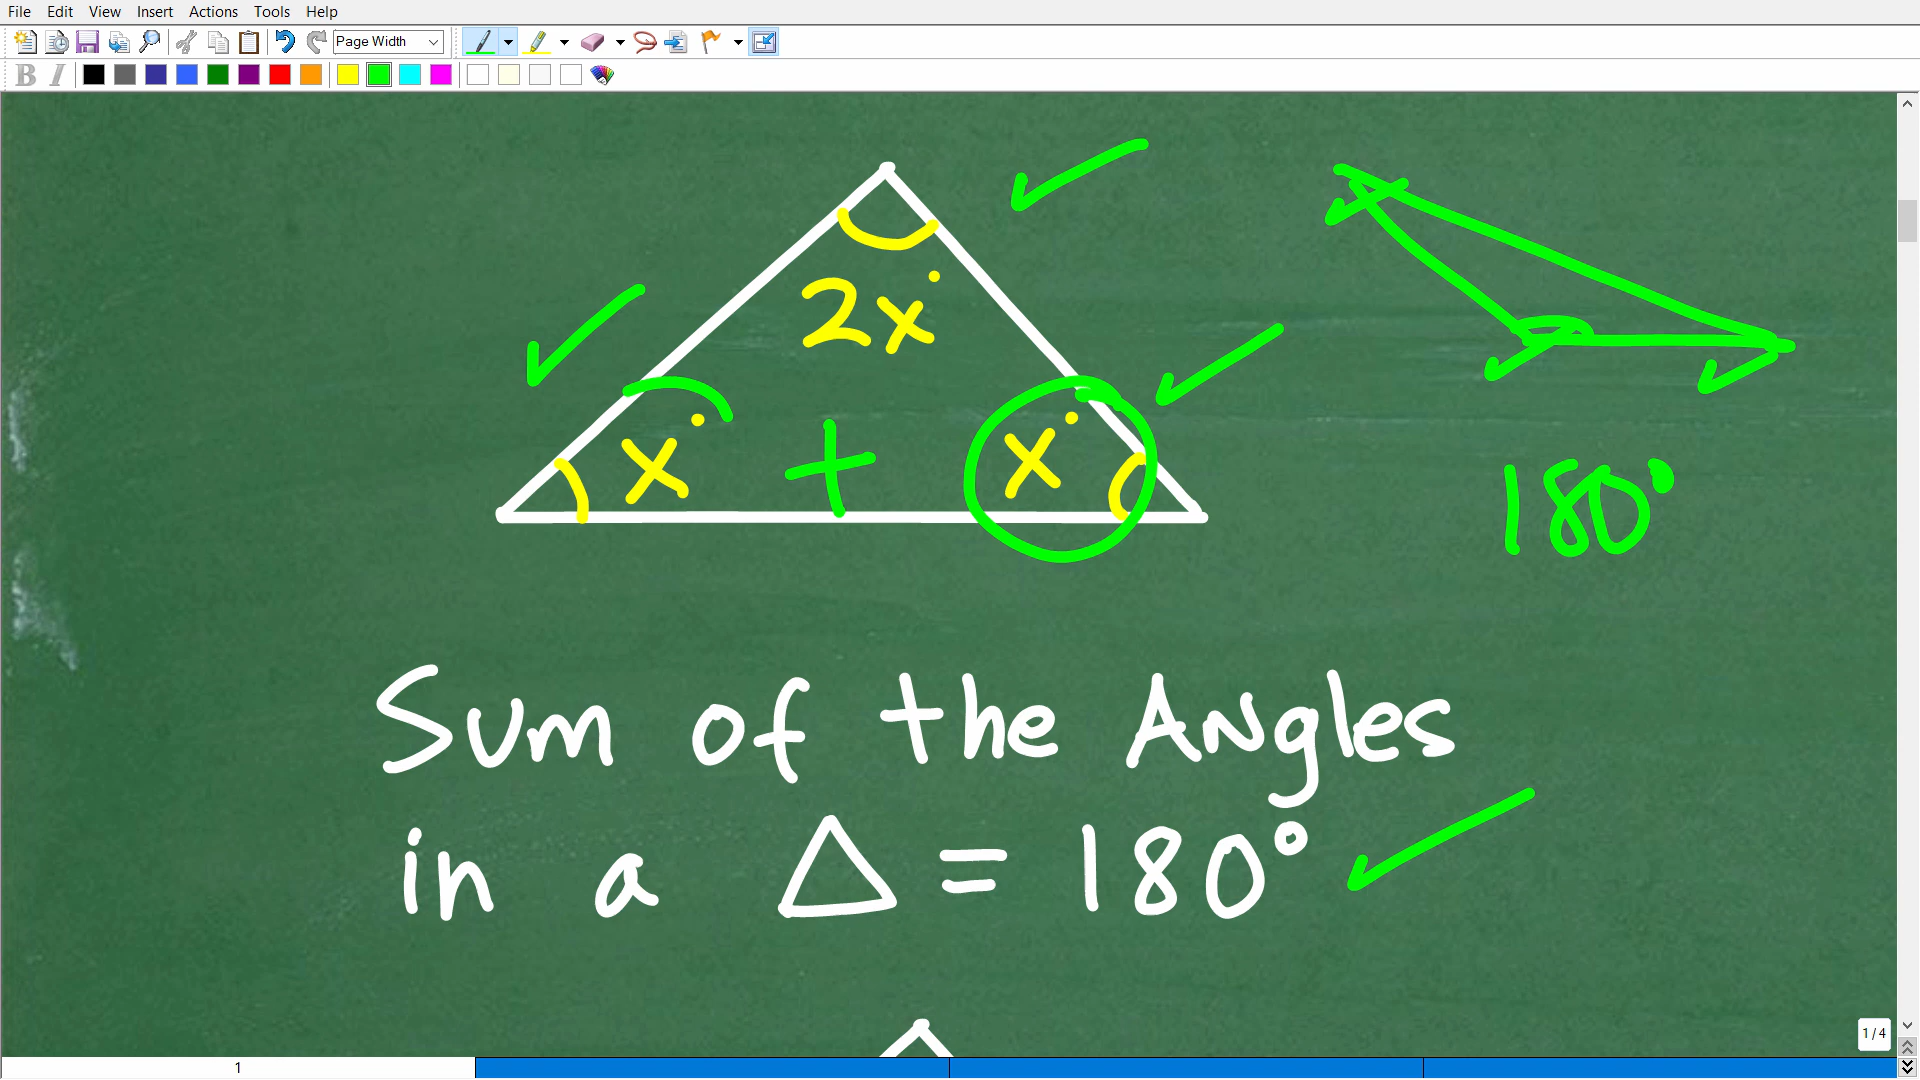 File Edit View Insert Actions Tools Help
Page Width
B I
2x°
x° + x°
180°
Sum of the Angles
in a △ = 180°
1 / 4
1